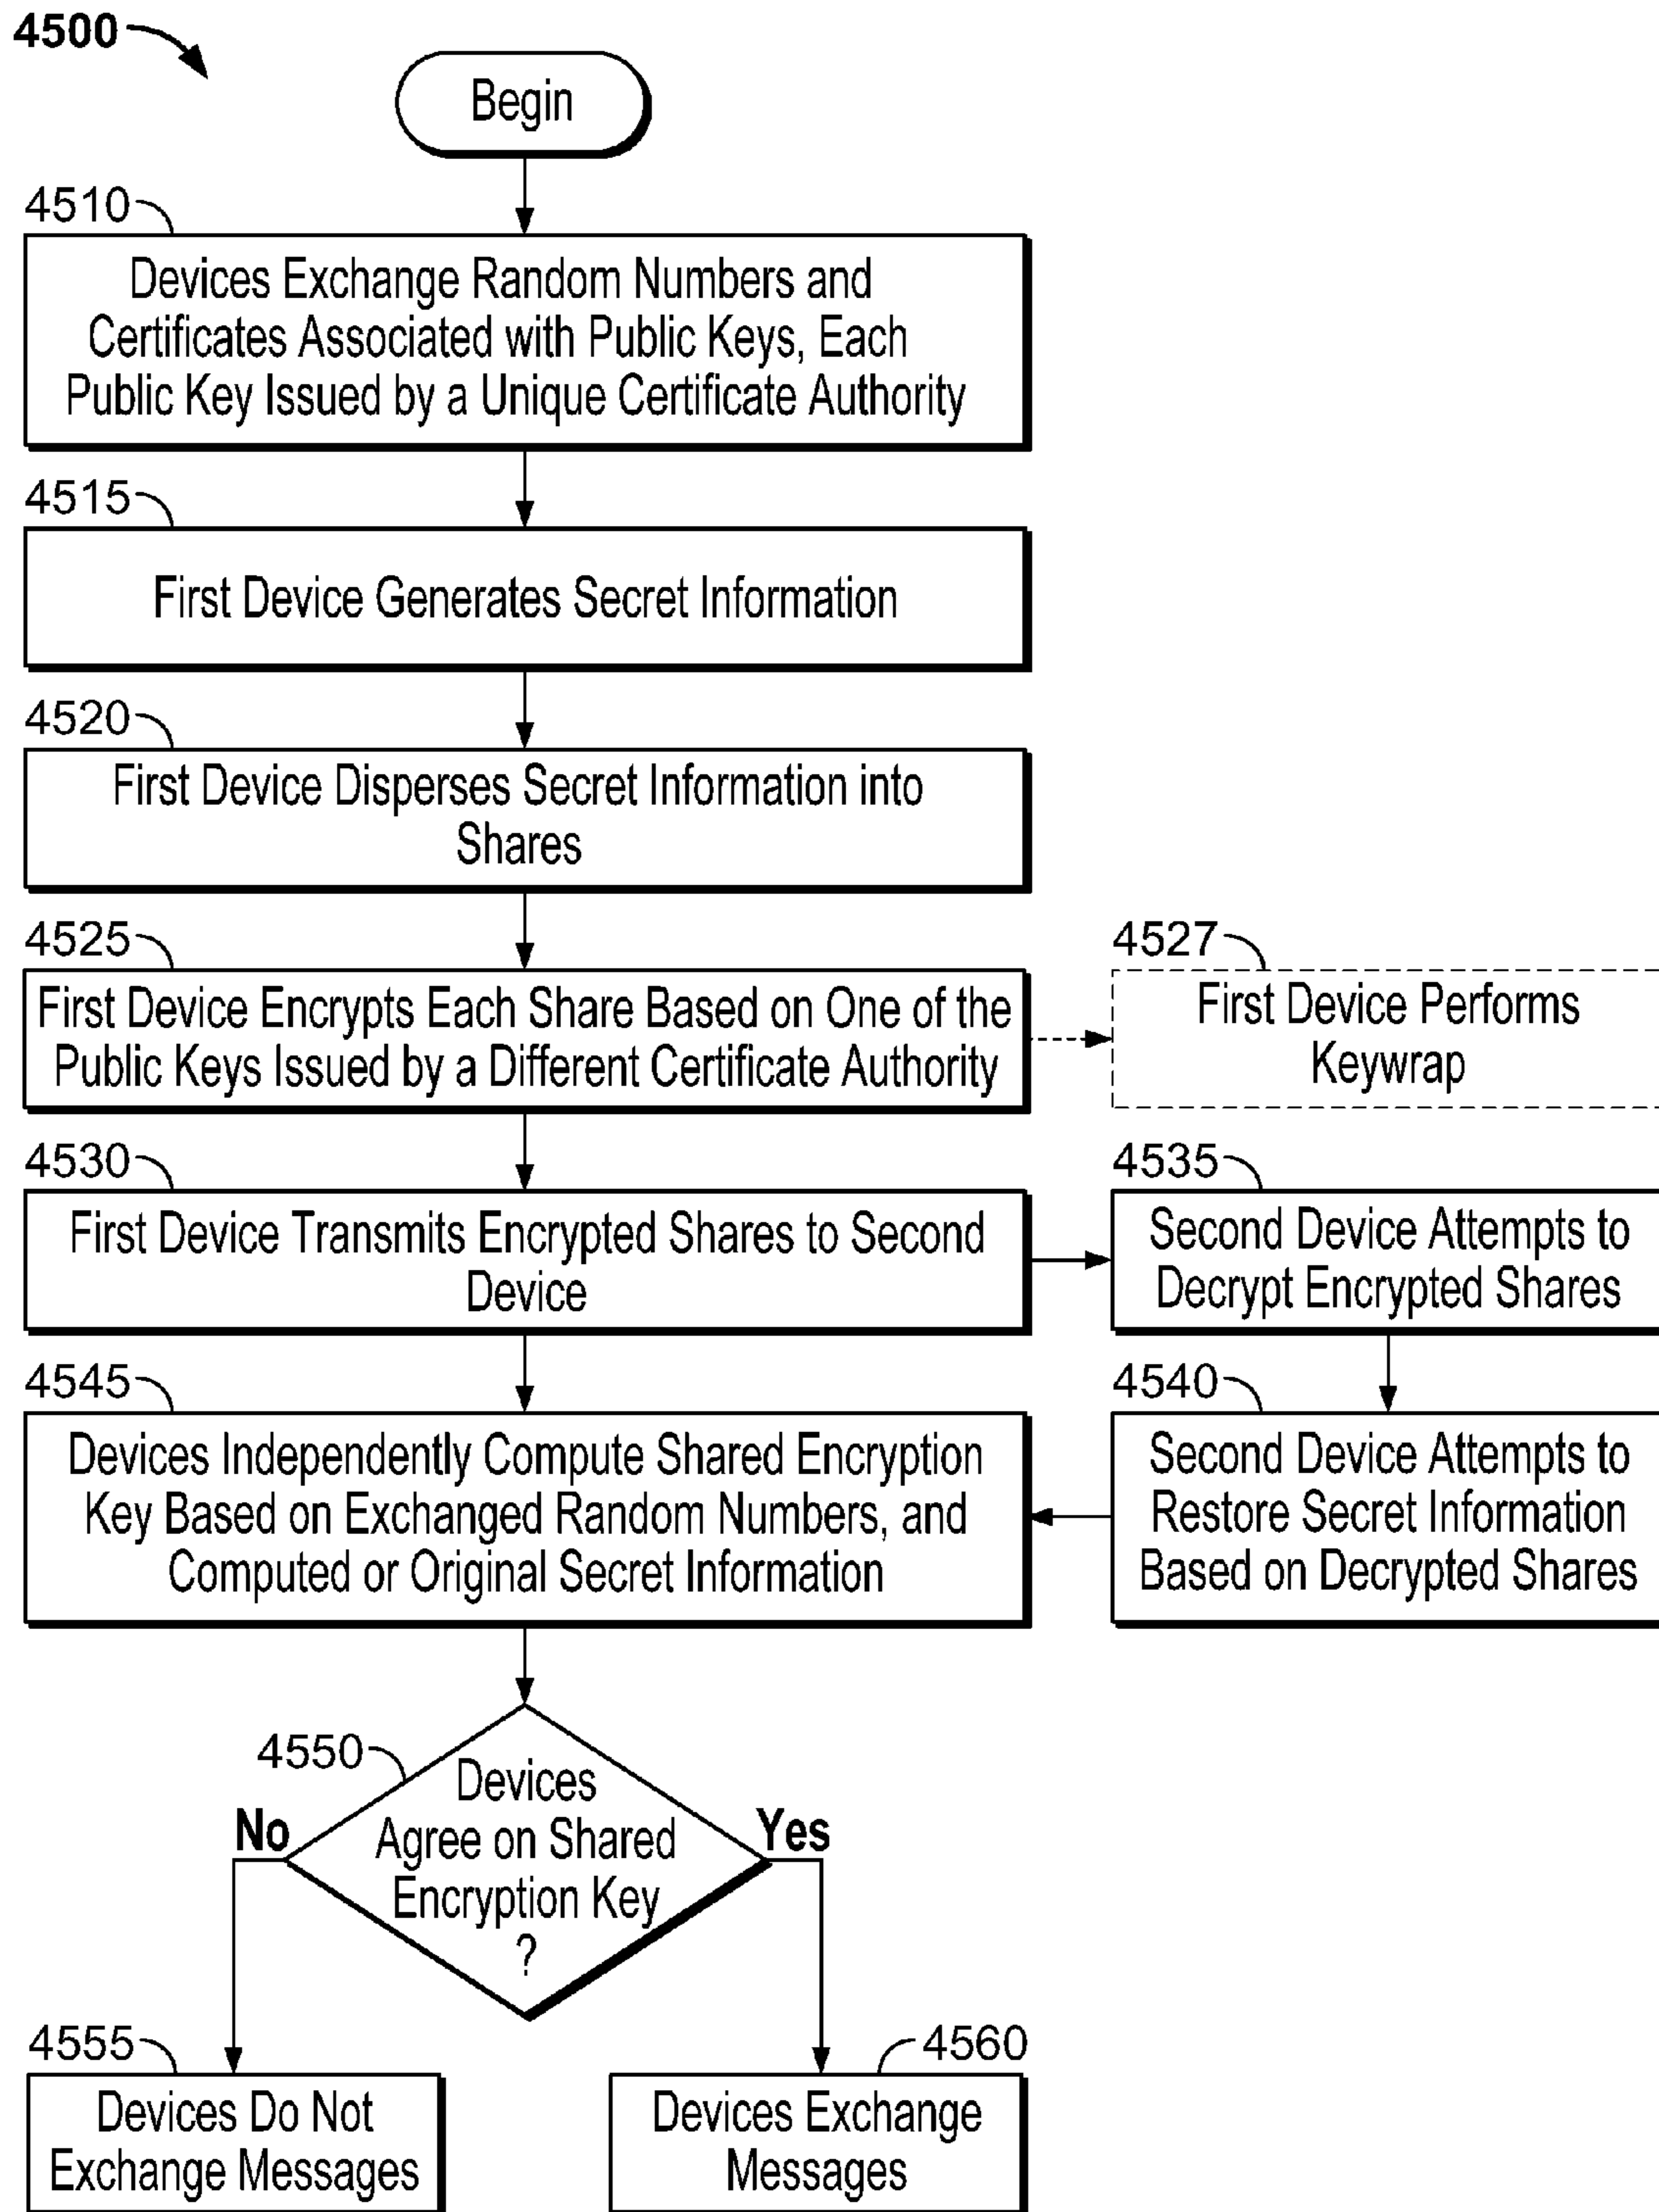 4500
Begin
4510
Devices Exchange Random Numbers and
Certificates Associated with Public Keys, Each
Public Key Issued by a Unique Certificate Authority
4515
First Device Generates Secret Information
4520
First Device Disperses Secret Information into
Shares
4525
First Device Encrypts Each Share Based on One of the
Public Keys Issued by a Different Certificate Authority
4527
First Device Performs
Keywrap
4530
First Device Transmits Encrypted Shares to Second
Device
4535
Second Device Attempts to
Decrypt Encrypted Shares
4540
Second Device Attempts to
Restore Secret Information
Based on Decrypted Shares
4545
Devices Independently Compute Shared Encryption
Key Based on Exchanged Random Numbers, and
Computed or Original Secret Information
4550
Devices
Agree on Shared
Encryption Key
?
No
Yes
4555
Devices Do Not
Exchange Messages
4560
Devices Exchange
Messages